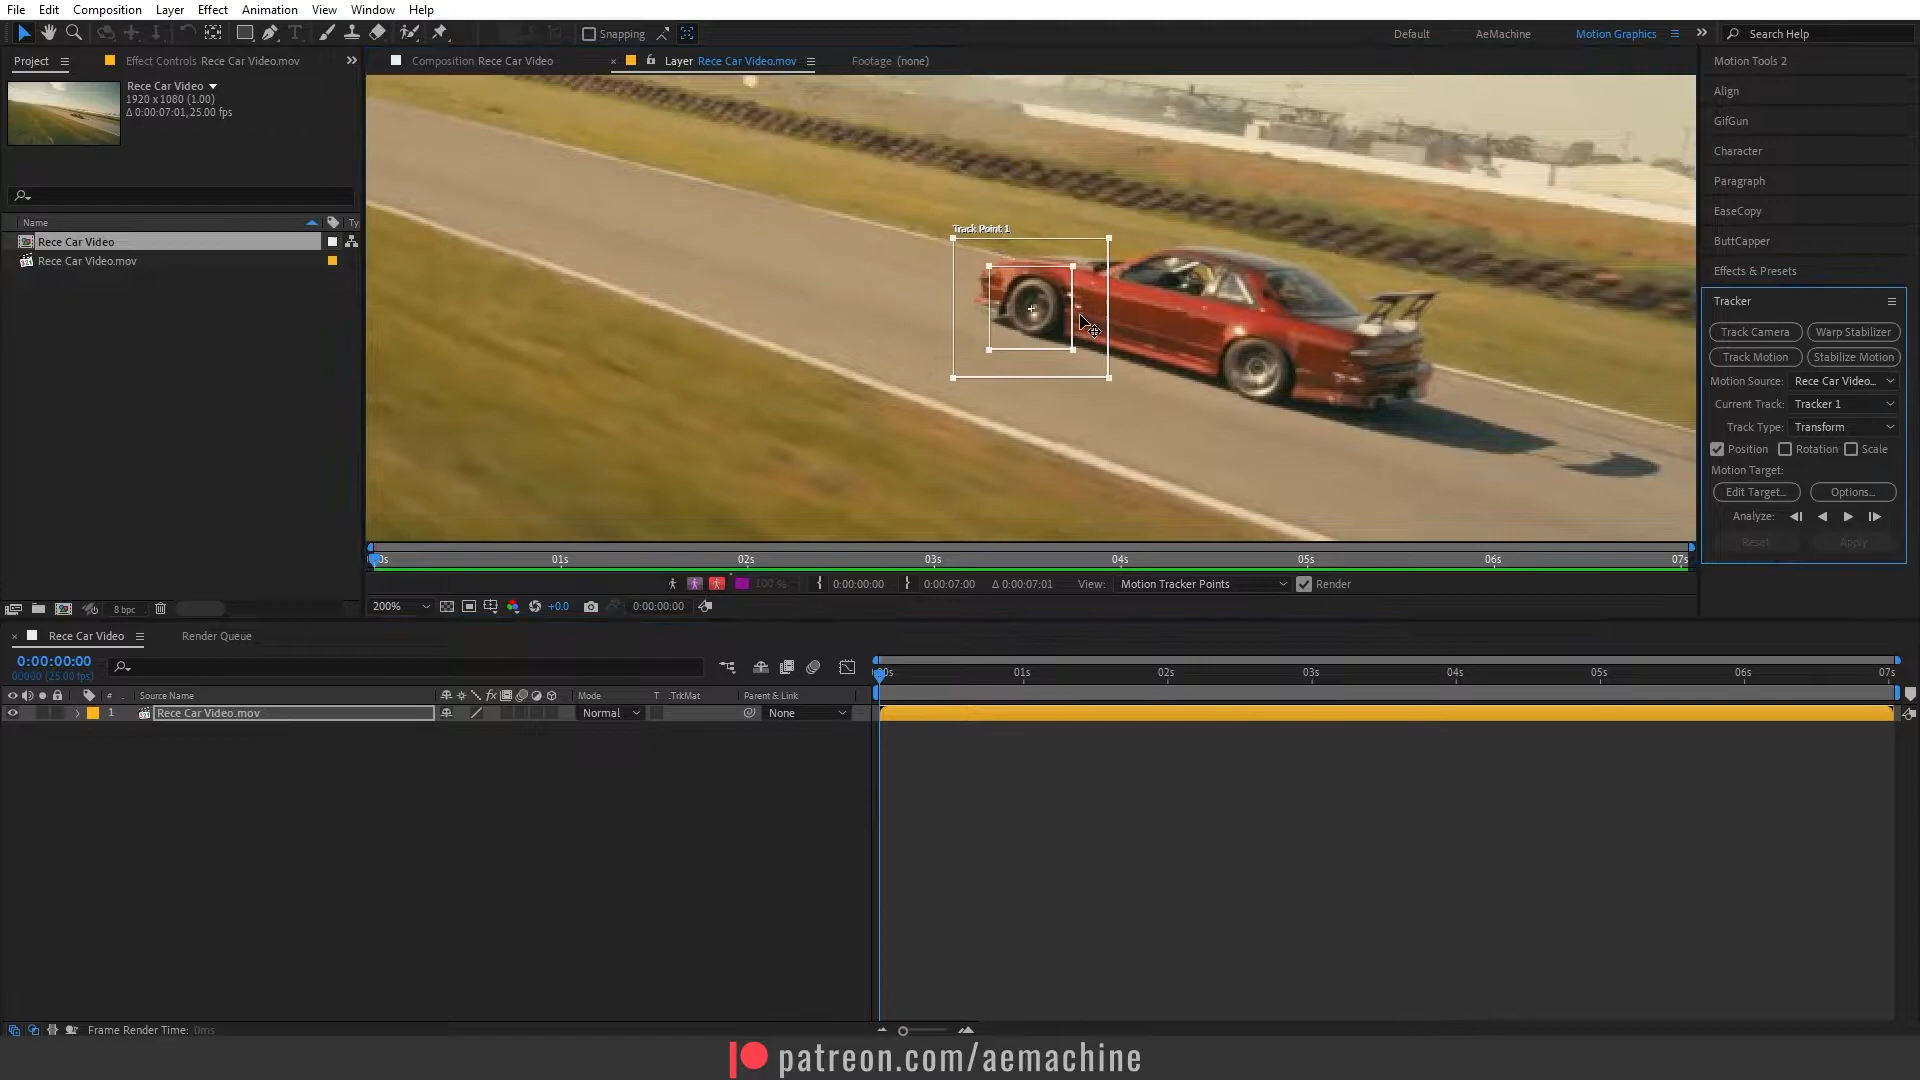 File Edit Composition Layer Effect Animation View Window Help
Snapping Default AeMachine Motion Graphics Search Help
Project Effect Controls Rece Car Video.mov Composition Rece Car Video Layer Rece Car Video.mov Footage (none) Motion Tools 2
Rece Car Video
1920 x 1080 (1.00)
Δ 0:00:07:01, 25.00 fps
Align
GifGun
Character
Paragraph
EaseCopy
ButtCapper
Effects & Presets
Name Ty
Rece Car Video
Rece Car Video.mov
Track Point 1
Tracker
Track Camera Warp Stabilizer
Track Motion Stabilize Motion
Motion Source: Rece Car Video...
Current Track: Tracker 1
Track Type: Transform
Position Rotation Scale
Motion Target:
Edit Target... Options...
Analyze:
Reset Apply
0s 01s 02s 03s 04s 05s 06s 07s
100 % 0:00:00:00 0:00:07:00 Δ 0:00:07:01 View: Motion Tracker Points Render
8 bpc 200% +0.0 0:00:00:00
Rece Car Video Render Queue
0:00:00:00
00000 (25.00 fps)
00s 01s 02s 03s 04s 05s 06s 07s
# Source Name Mode T .TrkMat Parent & Link
1 Rece Car Video.mov Normal None
Frame Render Time: 0ms
patreon.com/aemachine